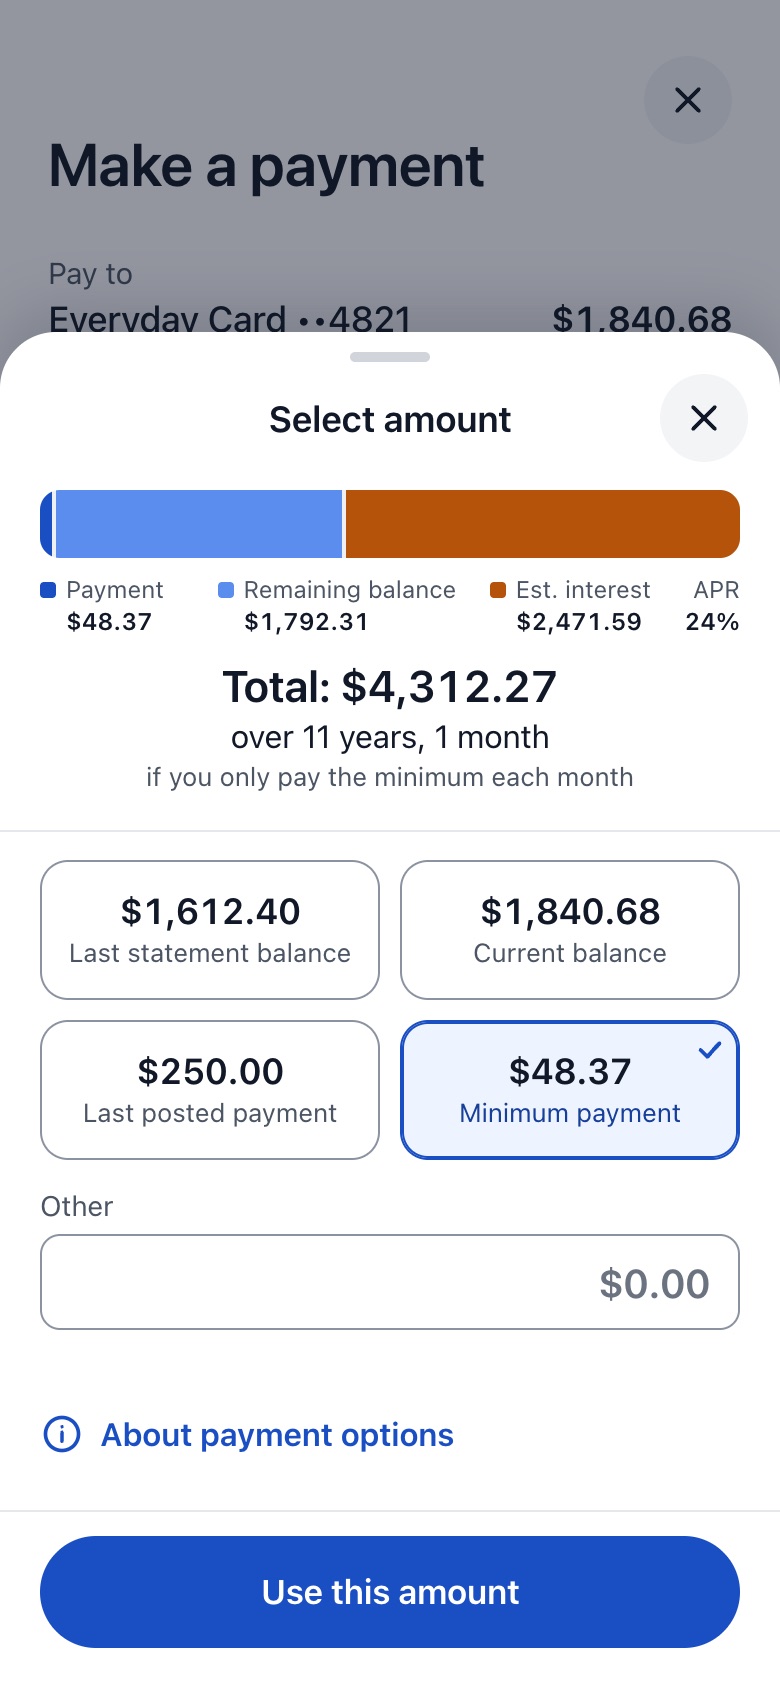 Make a payment
Pay to
Everyday Card ••4821 $1,840.68
Select amount
Payment Remaining balance Est. interest APR
$48.37 $1,792.31 $2,471.59 24%
Total: $4,312.27
over 11 years, 1 month
if you only pay the minimum each month
$1,612.40 $1,840.68
Last statement balance Current balance
$250.00 $48.37
Last posted payment Minimum payment
Other
$0.00
About payment options
Use this amount